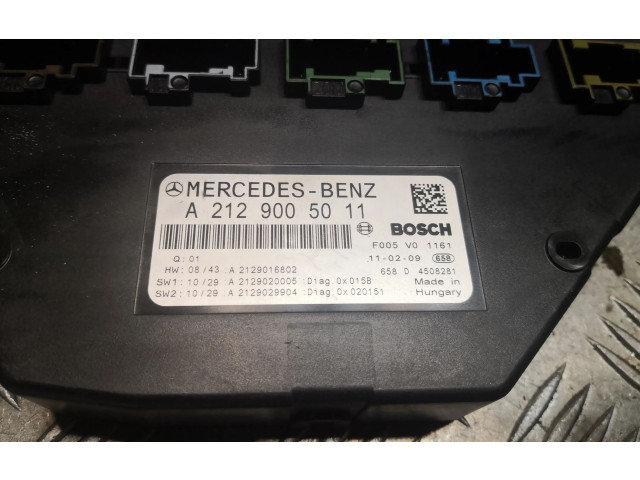 MERCEDES-BENZ
A 212 900 50 11
BOSCH
F005 V0 1161
Q: 01
11-02-09 658
HW: 08/43: A 2129016802
658 D 4508281
SW1: 10/29: A 2129020005 :Diag.0x015B
Made in
SW2: 10/29: A 2129029904 :Diag.0x020151
Hungary